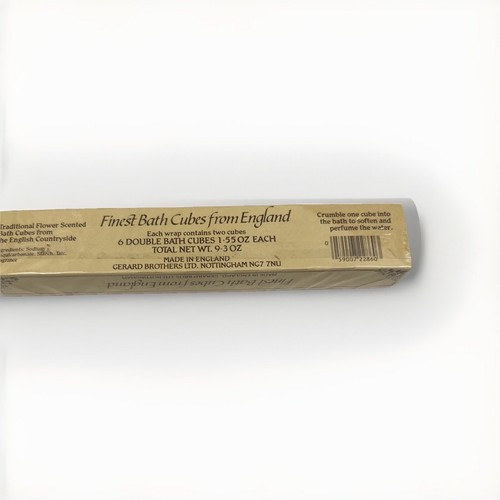 Traditional Flower Scented
Bath Cubes from
the English Countryside
Finest Bath Cubes from England
Each wrap contains two cubes
6 DOUBLE BATH CUBES 1·55 OZ EACH
TOTAL NET WT. 9·3 OZ
MADE IN ENGLAND
GERARD BROTHERS LTD. NOTTINGHAM NG7 7NU
Crumble one cube into
the bath to soften and
perfume the water.
0
59007 22860
Finest Bath Cubes from England